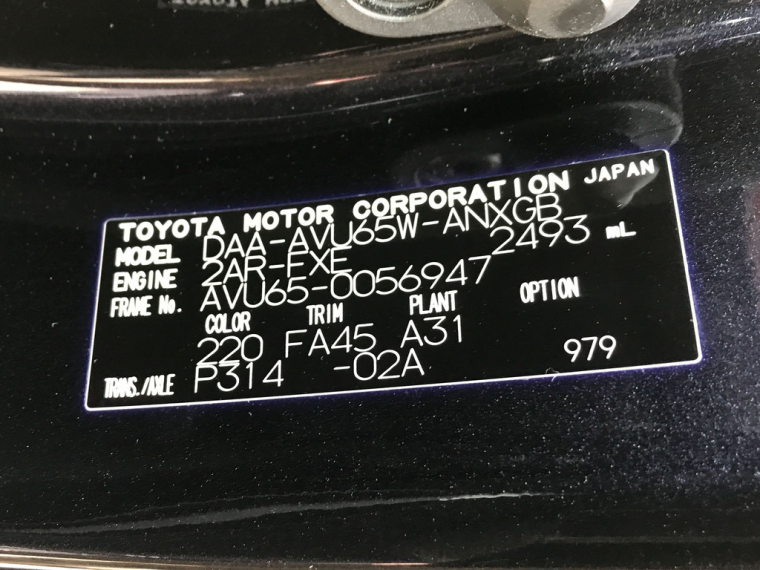 TOYOTA MOTOR CORPORATION JAPAN
MODEL DAA-AVU65W-ANXGB
ENGINE 2AR-FXE 2493 mL
FRAME No. AVU65-0056947
COLOR TRIM PLANT OPTION
220 FA45 A31
TRANS./AXLE P314 -02A 979